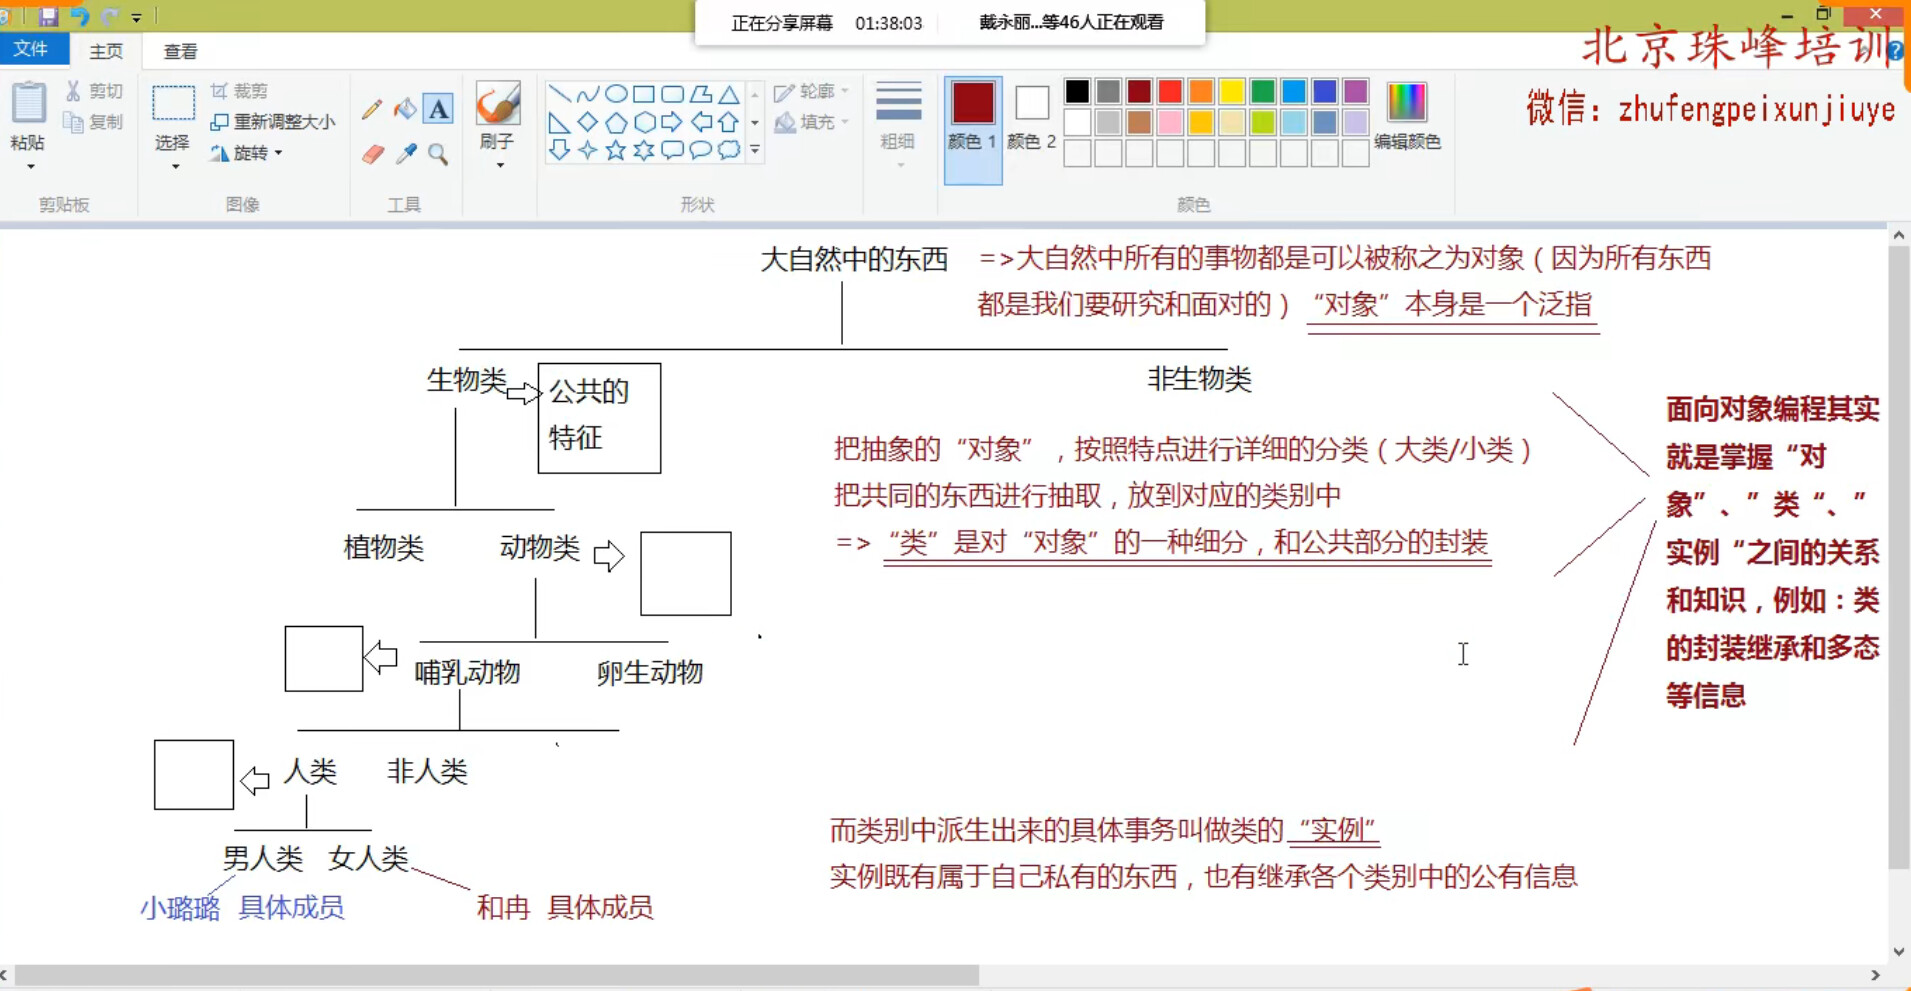 正在分享屏幕 01:38:03 戴永丽...等46人正在观看
北京珠峰培训
微信：zhufengpeixunjiuye
文件 主页 查看
粘贴
剪切
复制
剪贴板
选择
裁剪
重新调整大小
旋转
图像
A
工具
刷子
轮廓
填充
形状
粗细
颜色 1
颜色 2
编辑颜色
颜色
大自然中的东西
=>大自然中所有的事物都是可以被称之为对象（因为所有东西
都是我们要研究和面对的）“对象”本身是一个泛指
生物类
公共的
特征
非生物类
把抽象的“对象”，按照特点进行详细的分类（大类/小类）
把共同的东西进行抽取，放到对应的类别中
=>“类”是对“对象”的一种细分，和公共部分的封装
面向对象编程其实
就是掌握“对
象”、”类“、”
实例“之间的关系
和知识，例如：类
的封装继承和多态
等信息
植物类 动物类
哺乳动物 卵生动物
人类 非人类
男人类 女人类
小璐璐 具体成员
和冉 具体成员
而类别中派生出来的具体事务叫做类的“实例”
实例既有属于自己私有的东西，也有继承各个类别中的公有信息